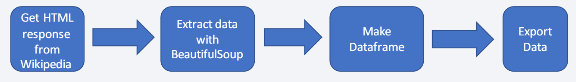 Get HTML
response
from
Wikipedia
Extract data
with
BeautifulSoup
Make
Dataframe
Export
Data